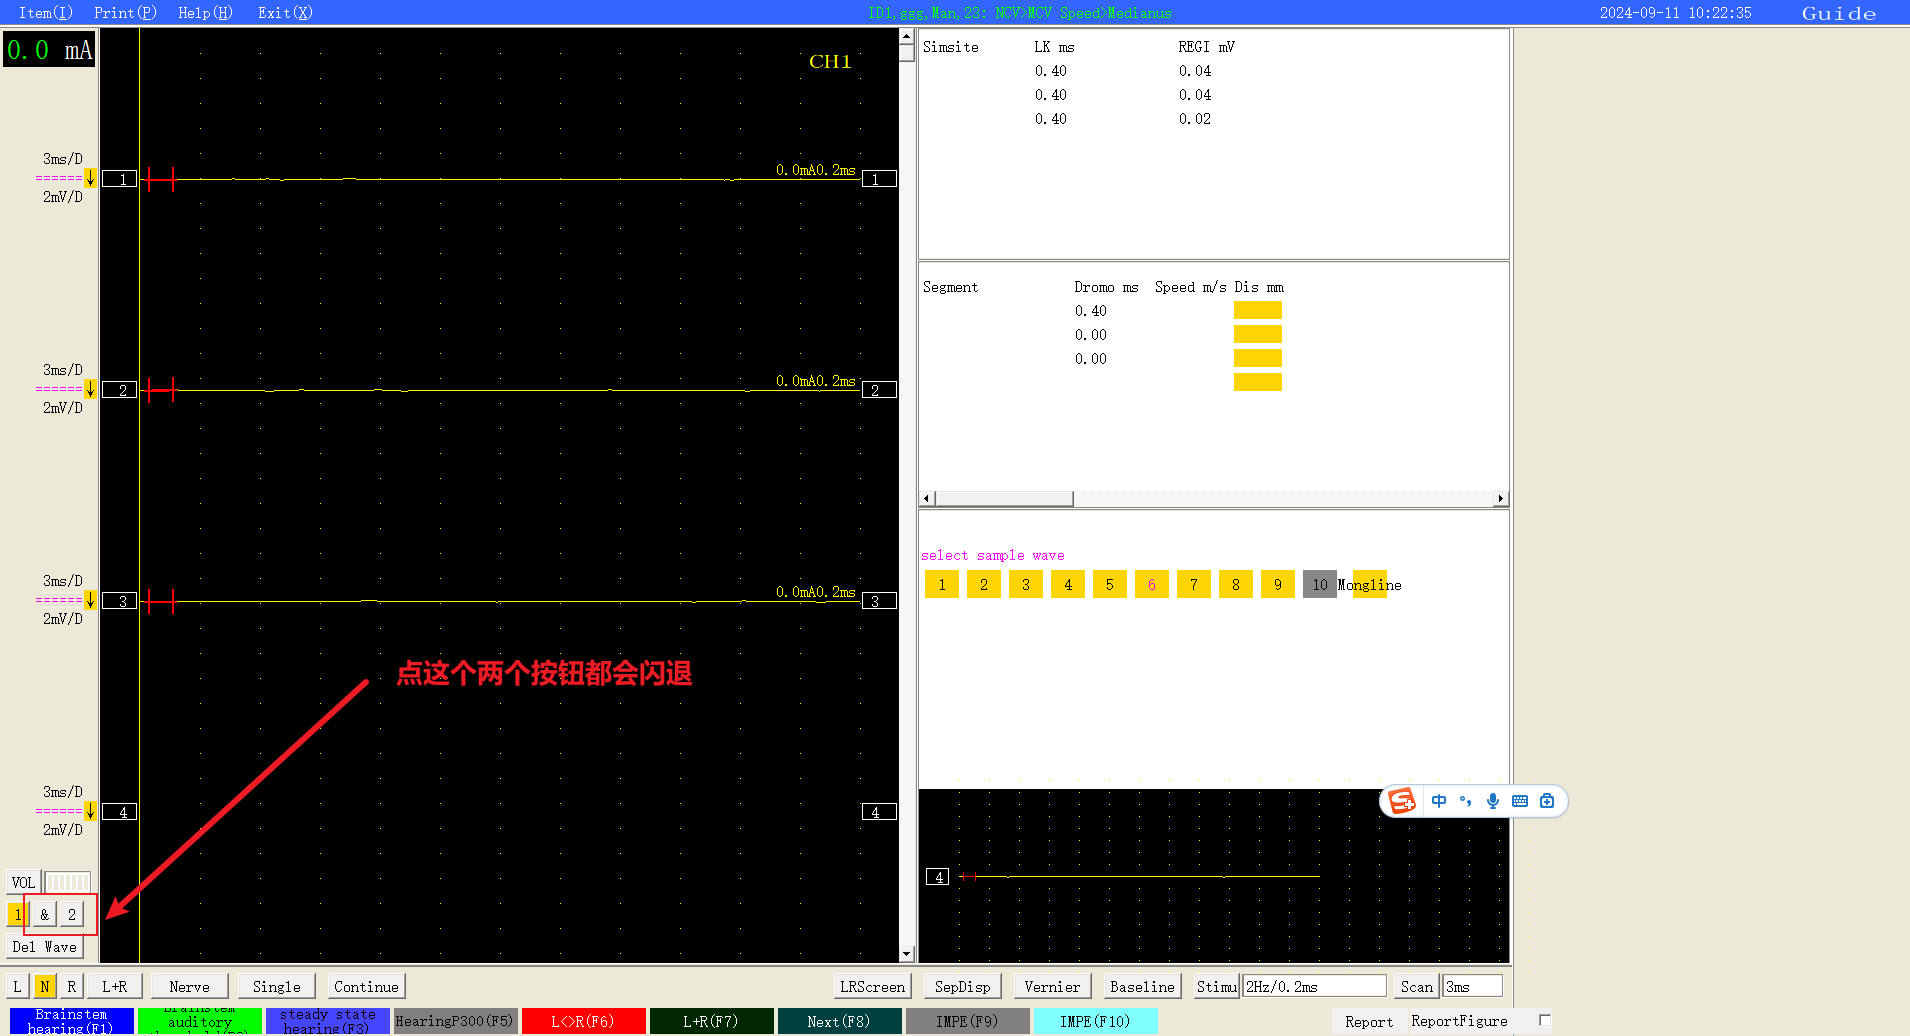 Item(I) Print(P) Help(H) Exit(X) ID1,ggg,Man,23: NCV>MCV Speed>Medianus 2024-09-11 10:22:35 Guide
0.0 mA
CH1
3ms/D
1 0.0mA0.2ms 1
2mV/D
3ms/D
2 0.0mA0.2ms 2
2mV/D
3ms/D
3 0.0mA0.2ms 3
2mV/D
点这个两个按钮都会闪退
3ms/D
4 4
2mV/D
VOL
1 & 2
Del Wave
Simsite LK ms REGI mV
0.40 0.04
0.40 0.04
0.40 0.02
Segment Dromo ms Speed m/s Dis mm
0.40
0.00
0.00
select sample wave
1 2 3 4 5 6 7 8 9 10 Mongline
中
4
L N R L+R Nerve Single Continue LRScreen SepDisp Vernier Baseline Stimu 2Hz/0.2ms Scan 3ms
Brainstem
hearing(F1)
auditory
steady state
hearing(F3)
HearingP300(F5) L<>R(F6) L+R(F7) Next(F8) IMPE(F9) IMPE(F10) Report ReportFigure